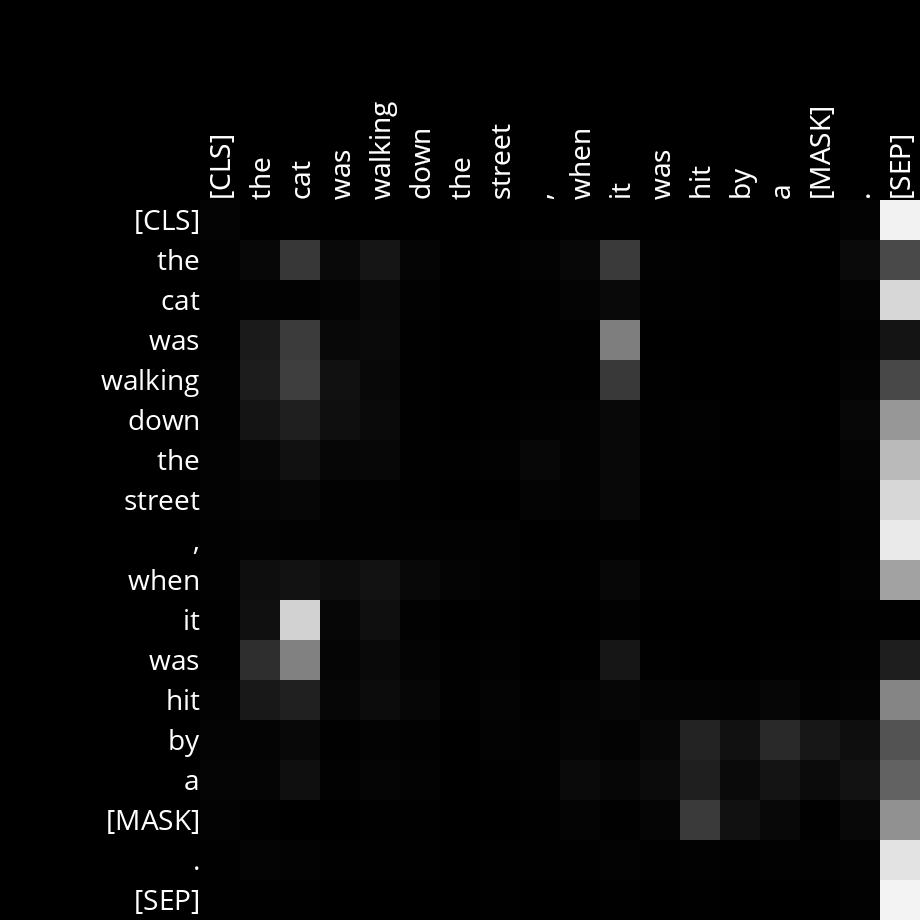 [CLS] the cat was walking down the street , when it was hit by a [MASK] . [SEP]
[CLS]
the
cat
was
walking
down
the
street
,
when
it
was
hit
by
a
[MASK]
.
[SEP]